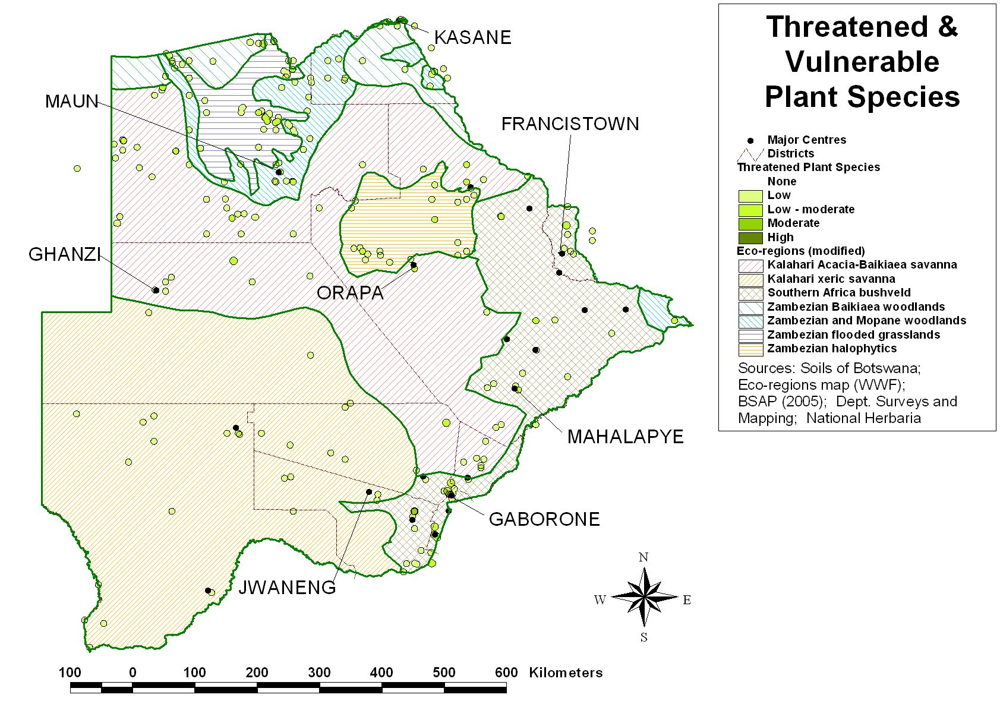 Threatened &
Vulnerable
Plant Species
Major Centres
Districts
Threatened Plant Species
None
Low
Low - moderate
Moderate
High
Eco-regions (modified)
Kalahari Acacia-Baikiaea savanna
Kalahari xeric savanna
Southern Africa bushveld
Zambezian Baikiaea woodlands
Zambezian and Mopane woodlands
Zambezian flooded grasslands
Zambezian halophytics
Sources: Soils of Botswana;
Eco-regions map (WWF);
BSAP (2005); Dept. Surveys and
Mapping; National Herbaria
KASANE
MAUN
FRANCISTOWN
GHANZI
ORAPA
MAHALAPYE
GABORONE
JWANENG
N
W E
S
100 0 100 200 300 400 500 600 Kilometers